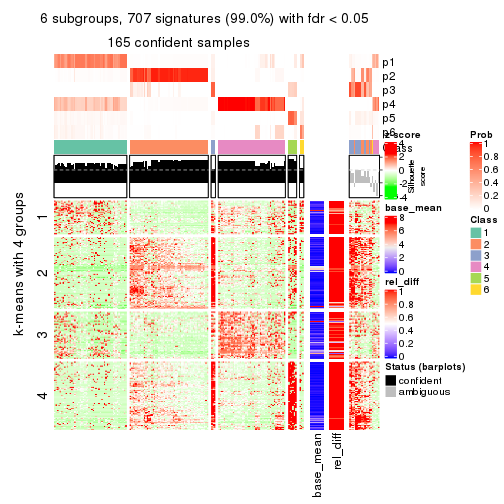 6 subgroups, 707 signatures (99.0%) with fdr < 0.05
165 confident samples
p1
p2
p3
p4
p5
p6
Class
Silhouette
score
k-means with 4 groups
1
2
3
4
base_mean
rel_diff
z-score
4
2
0
-2
-4
base_mean
8
6
4
2
0
rel_diff
1
0.8
0.6
0.4
0.2
0
Status (barplots)
confident
ambiguous
Prob
1
0.8
0.6
0.4
0.2
0
Class
1
2
3
4
5
6